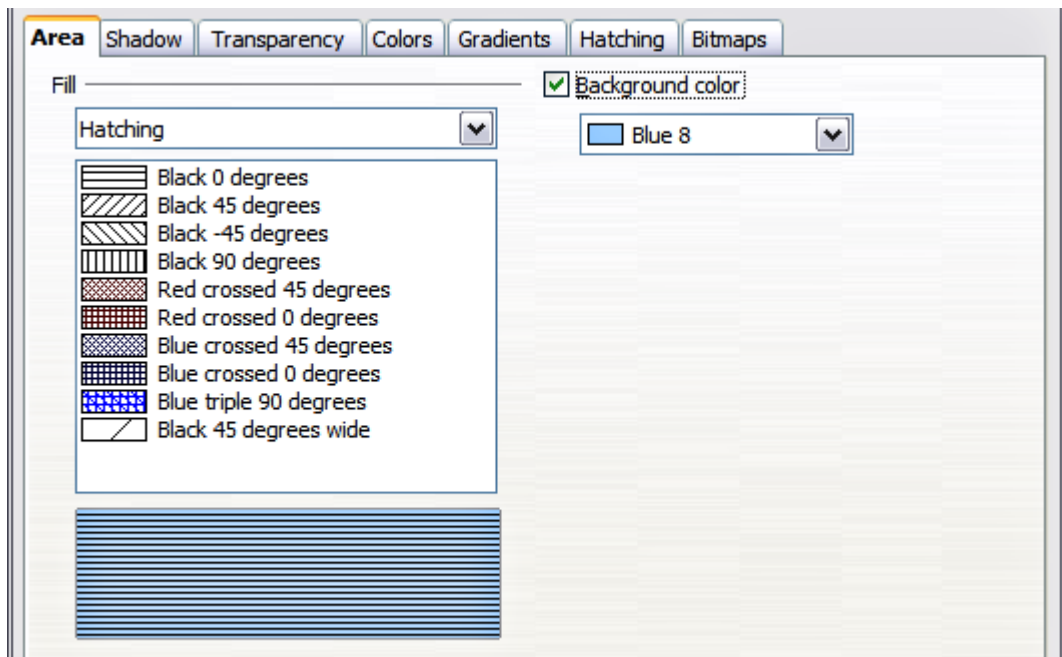 Area Shadow Transparency Colors Gradients Hatching Bitmaps
Fill
Background color
Hatching
Blue 8
Black 0 degrees
Black 45 degrees
Black -45 degrees
Black 90 degrees
Red crossed 45 degrees
Red crossed 0 degrees
Blue crossed 45 degrees
Blue crossed 0 degrees
Blue triple 90 degrees
Black 45 degrees wide